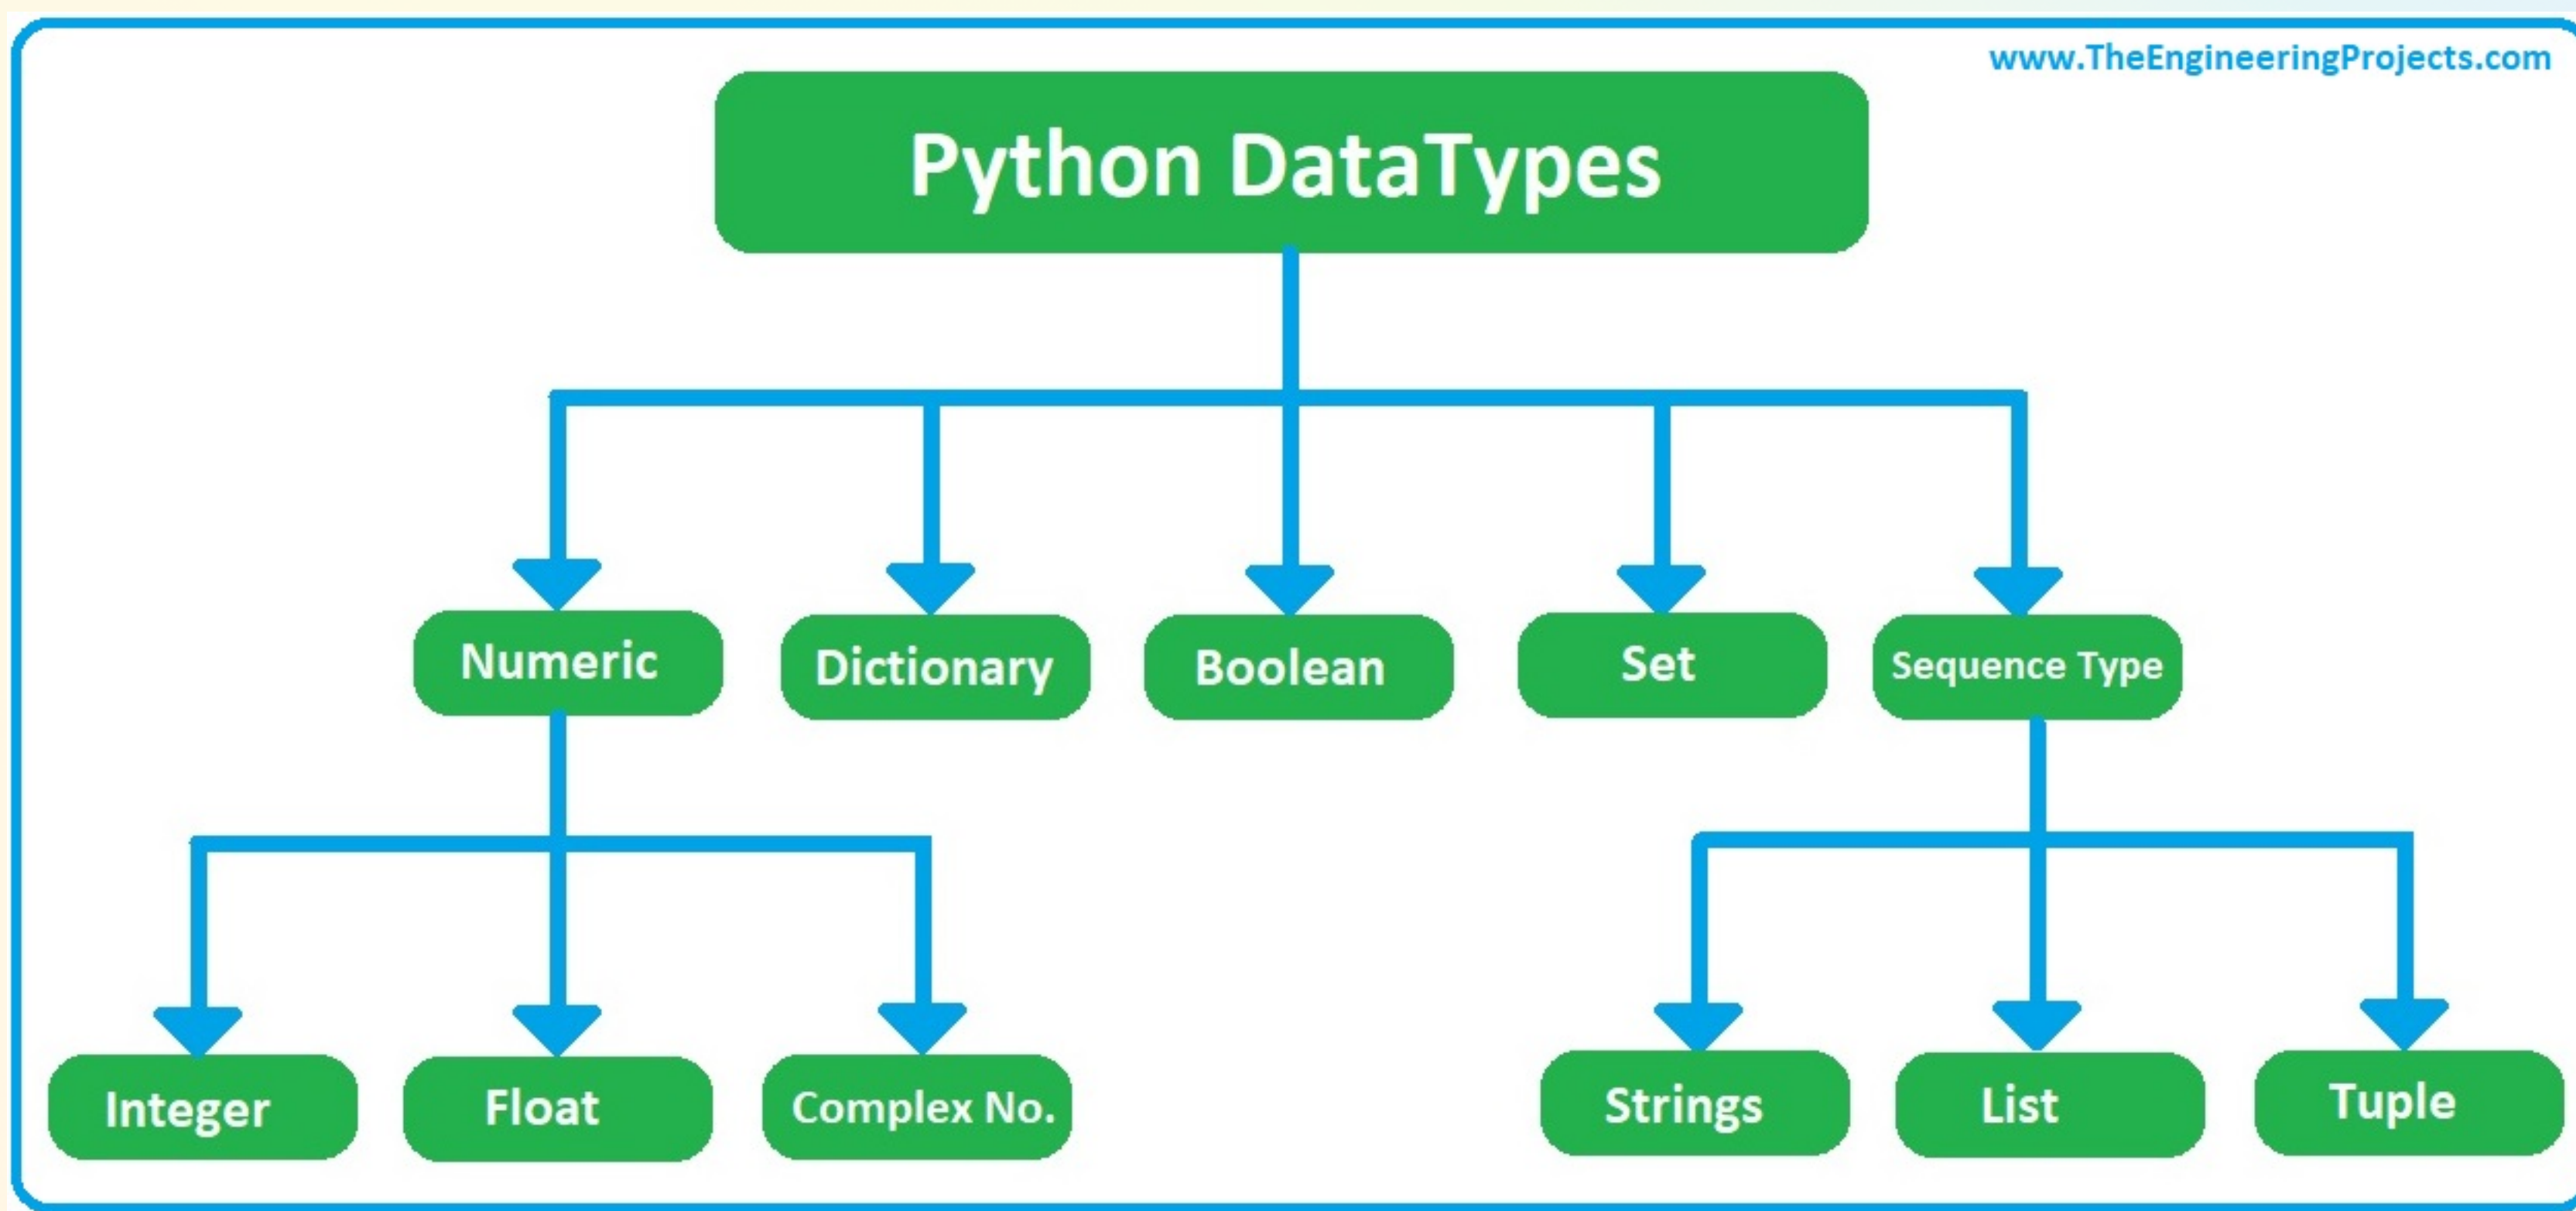 www.TheEngineeringProjects.com
Python DataTypes
Numeric
Dictionary
Boolean
Set
Sequence Type
Integer
Float
Complex No.
Strings
List
Tuple